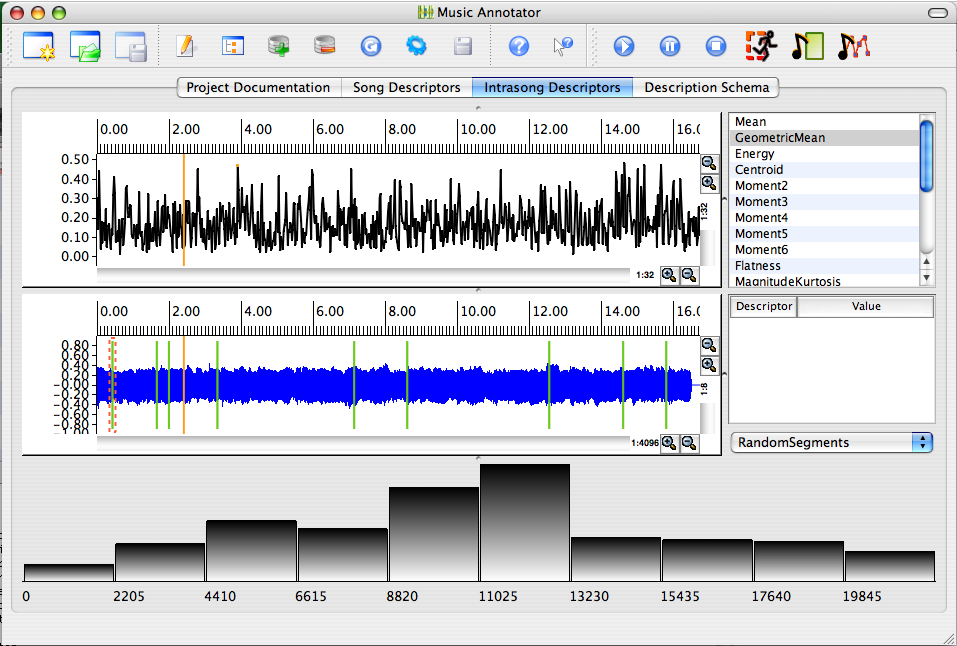 Music Annotator
Project Documentation Song Descriptors Intrasong Descriptors Description Schema
0.00 2.00 4.00 6.00 8.00 10.00 12.00 14.00 16.0
0.50
0.40
0.30
0.20
0.10
0.00
1:32
1:32
Mean
GeometricMean
Energy
Centroid
Moment2
Moment3
Moment4
Moment5
Moment6
Flatness
MagnitudeKurtosis
0.00 2.00 4.00 6.00 8.00 10.00 12.00 14.00 16.0
0.80
0.60
0.40
0.20
-0.00
-0.20
-0.40
-0.60
-0.80
-1.00
1:8
1:4096
Descriptor Value
RandomSegments
0 2205 4410 6615 8820 11025 13230 15435 17640 19845